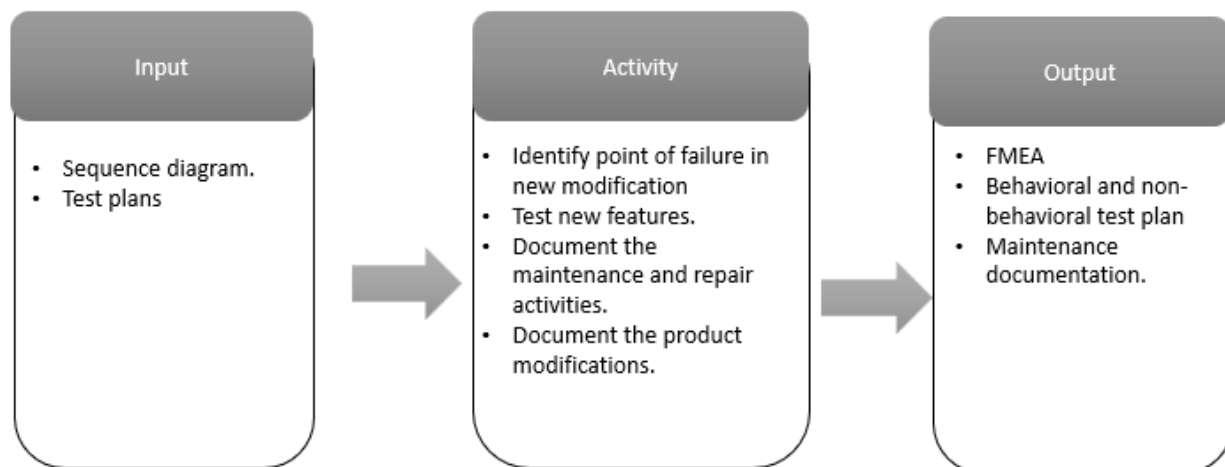 Input
• Sequence diagram.
• Test plans
Activity
• Identify point of failure in
new modification
• Test new features.
• Document the
maintenance and repair
activities.
• Document the product
modifications.
Output
• FMEA
• Behavioral and non-
behavioral test plan
• Maintenance
documentation.